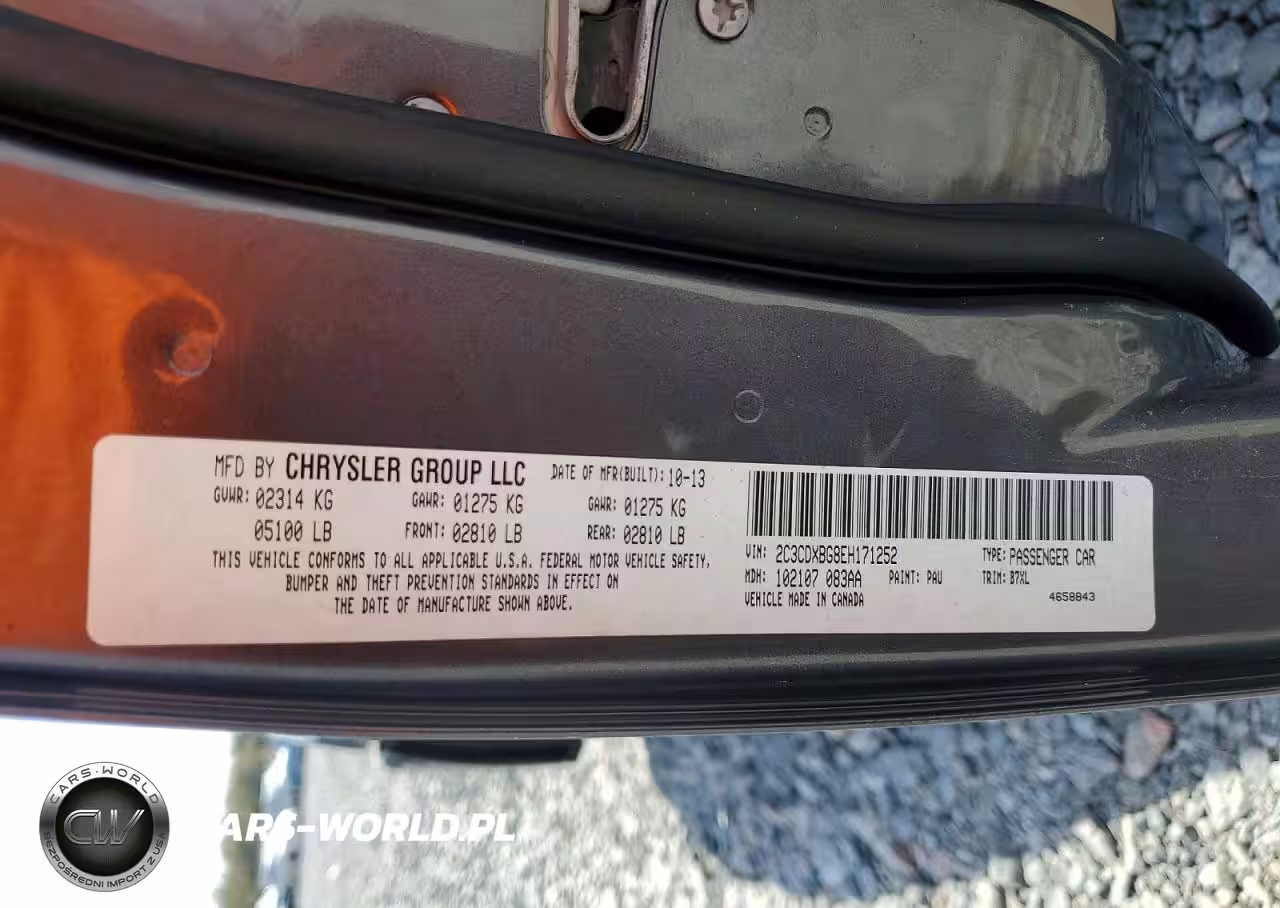 MFD BY CHRYSLER GROUP LLC DATE OF MFR(BUILT): 10-13
GVWR: 02314 KG GAWR: 01275 KG GAWR: 01275 KG
05100 LB FRONT: 02810 LB REAR: 02810 LB
THIS VEHICLE CONFORMS TO ALL APPLICABLE U.S.A. FEDERAL MOTOR VEHICLE SAFETY,
BUMPER AND THEFT PREVENTION STANDARDS IN EFFECT ON
THE DATE OF MANUFACTURE SHOWN ABOVE.
VIN: 2C3CDXBG8EH171252 TYPE: PASSENGER CAR
MDH: 102107 083AA PAINT: PAU TRIM: B7XL
VEHICLE MADE IN CANADA 4658843
CARS-WORLD
CW
BEZPOŚREDNI IMPORT Z USA
CARS-WORLD.PL